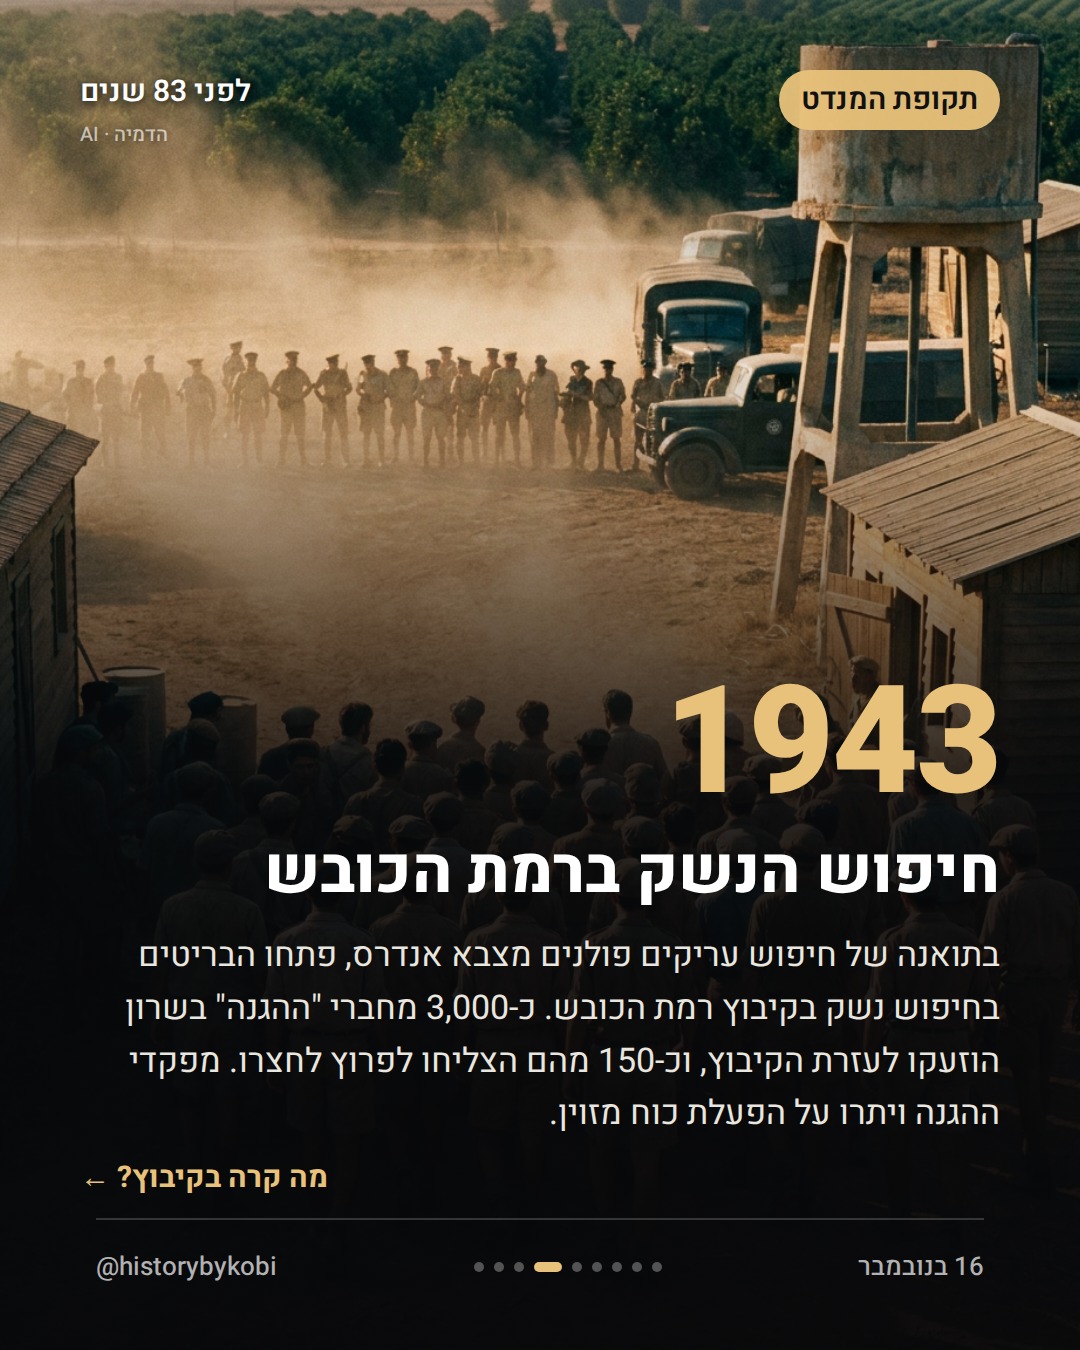 תקופת המנדט
לפני 83 שנים
הדמיה · AI
1943
חיפוש הנשק ברמת הכובש
בתואנה של חיפוש עריקים פולנים מצבא אנדרס, פתחו הבריטים
בחיפוש נשק בקיבוץ רמת הכובש. כ-3,000 מחברי "ההגנה" בשרון
הוזעקו לעזרת הקיבוץ, וכ-150 מהם הצליחו לפרוץ לחצרו. מפקדי
ההגנה ויתרו על הפעלת כוח מזוין.
מה קרה בקיבוץ? ←
16 בנובמבר
@historybykobi